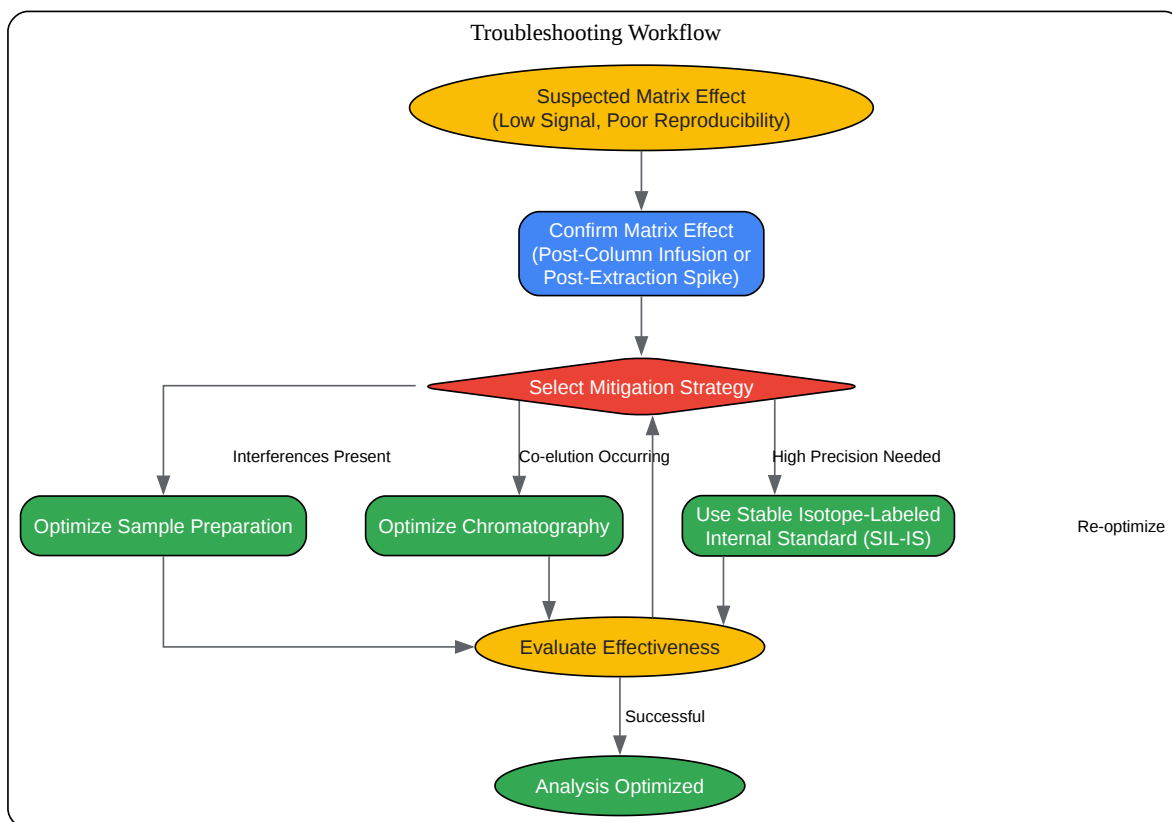 Troubleshooting Workflow
Suspected Matrix Effect
(Low Signal, Poor Reproducibility)
Confirm Matrix Effect
(Post-Column Infusion or
Post-Extraction Spike)
Select Mitigation Strategy
Interferences Present
Co-elution Occurring
High Precision Needed
Optimize Sample Preparation
Optimize Chromatography
Use Stable Isotope-Labeled
Internal Standard (SIL-IS)
Re-optimize
Evaluate Effectiveness
Successful
Analysis Optimized